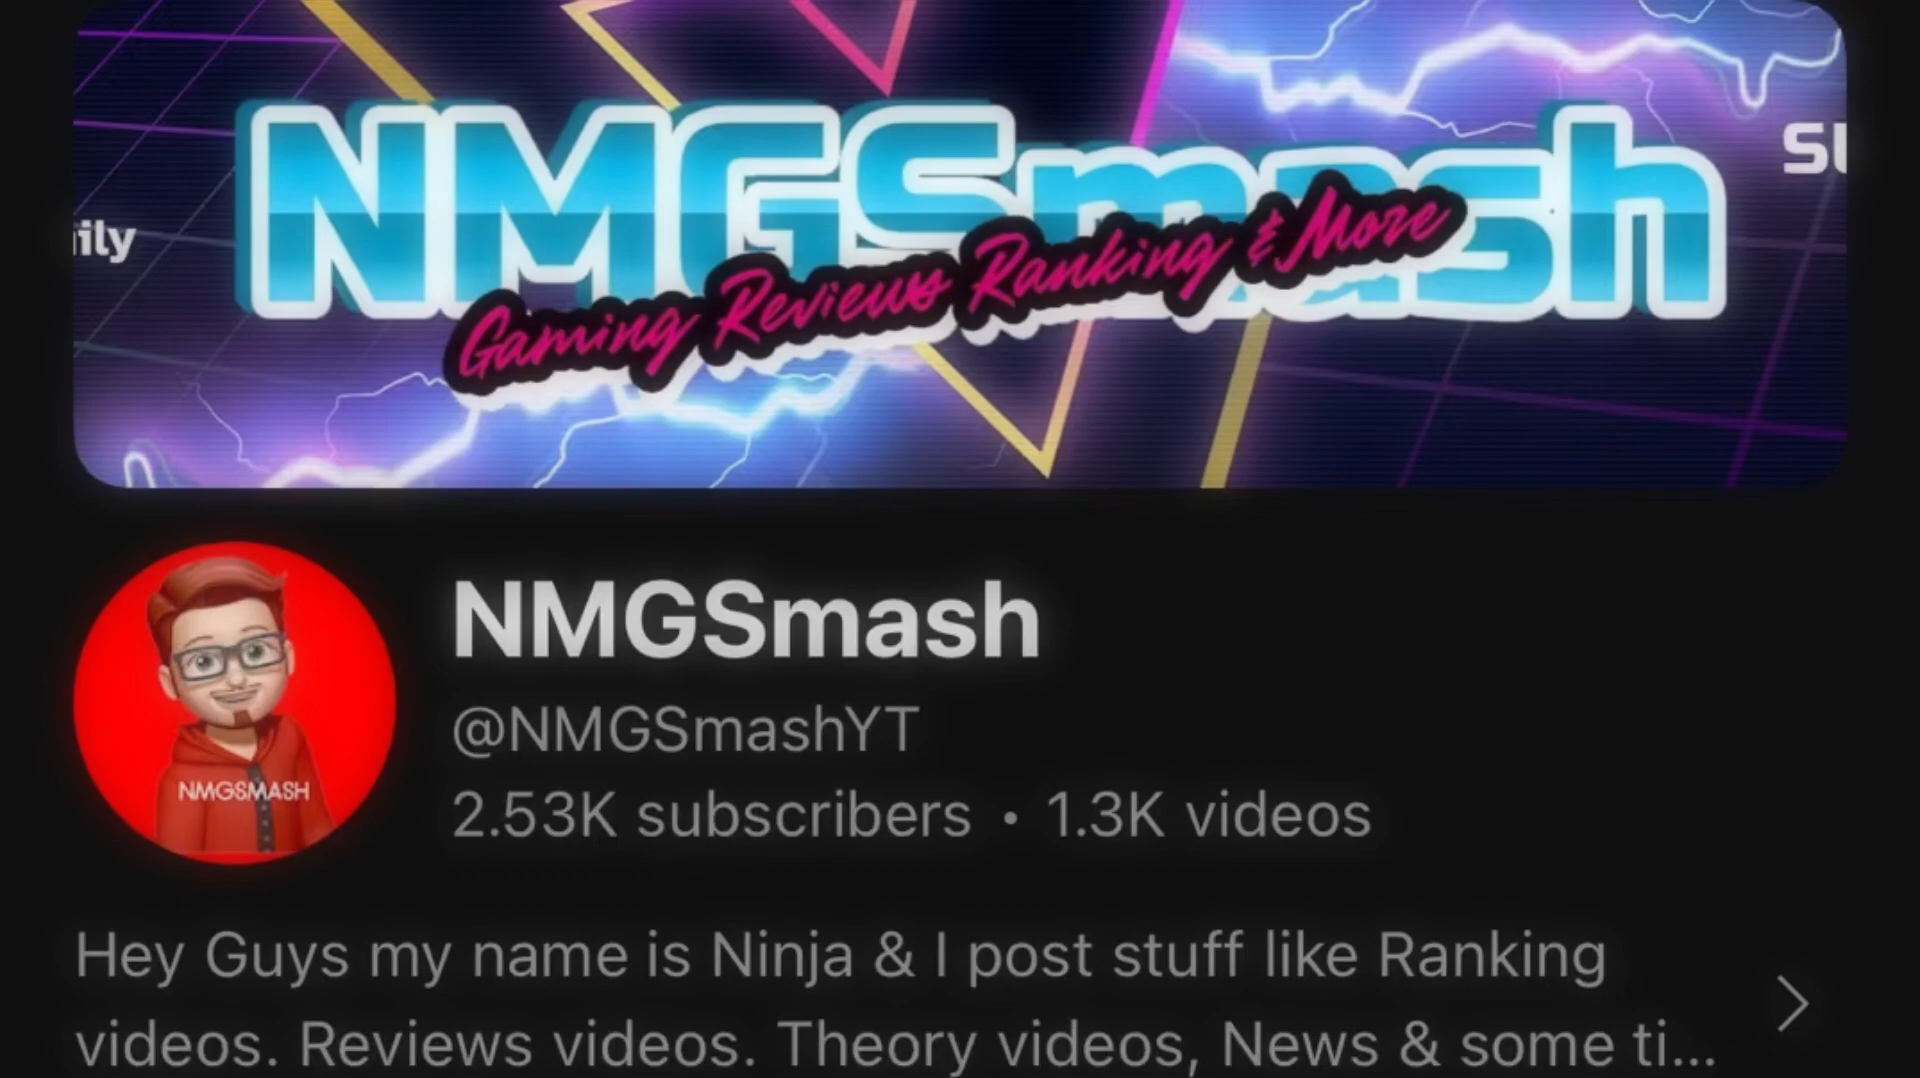 NMGSmash
Gaming Reviews Ranking & More
ily
NMGSMASH
NMGSmash
@NMGSmashYT
2.53K subscribers • 1.3K videos
Hey Guys my name is Ninja & I post stuff like Ranking
videos. Reviews videos. Theory videos, News & some ti...